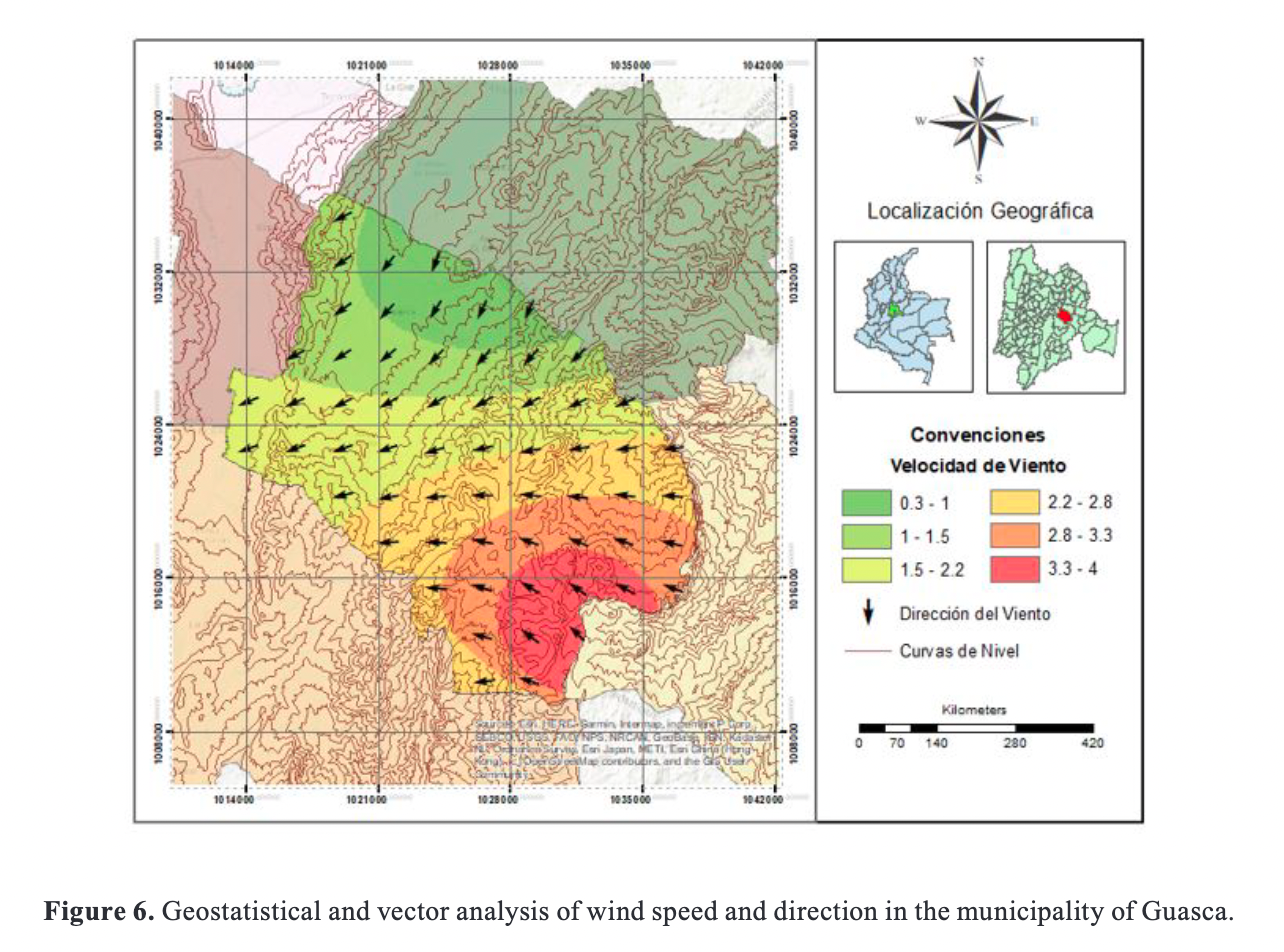 1014000 1021000 1028000 1035000 1042000
1040000 1040000
1032000 1032000
1024000 1024000
1016000 1016000
1008000 1008000
1014000 1021000 1028000 1035000 1042000
Sources: Esri, HERE, Garmin, Intermap, increment P Corp.,
GEBCO, USGS, FAO, NPS, NRCAN, GeoBase, IGN, Kadaster
NL, Ordnance Survey, Esri Japan, METI, Esri China (Hong
Kong), (c) OpenStreetMap contributors, and the GIS User
Community
N
W E
S
Localización Geográfica
Convenciones
Velocidad de Viento
0.3 - 1 2.2 - 2.8
1 - 1.5 2.8 - 3.3
1.5 - 2.2 3.3 - 4
Dirección del Viento
Curvas de Nivel
Kilometers
0 70 140 280 420
Figure 6. Geostatistical and vector analysis of wind speed and direction in the municipality of Guasca.